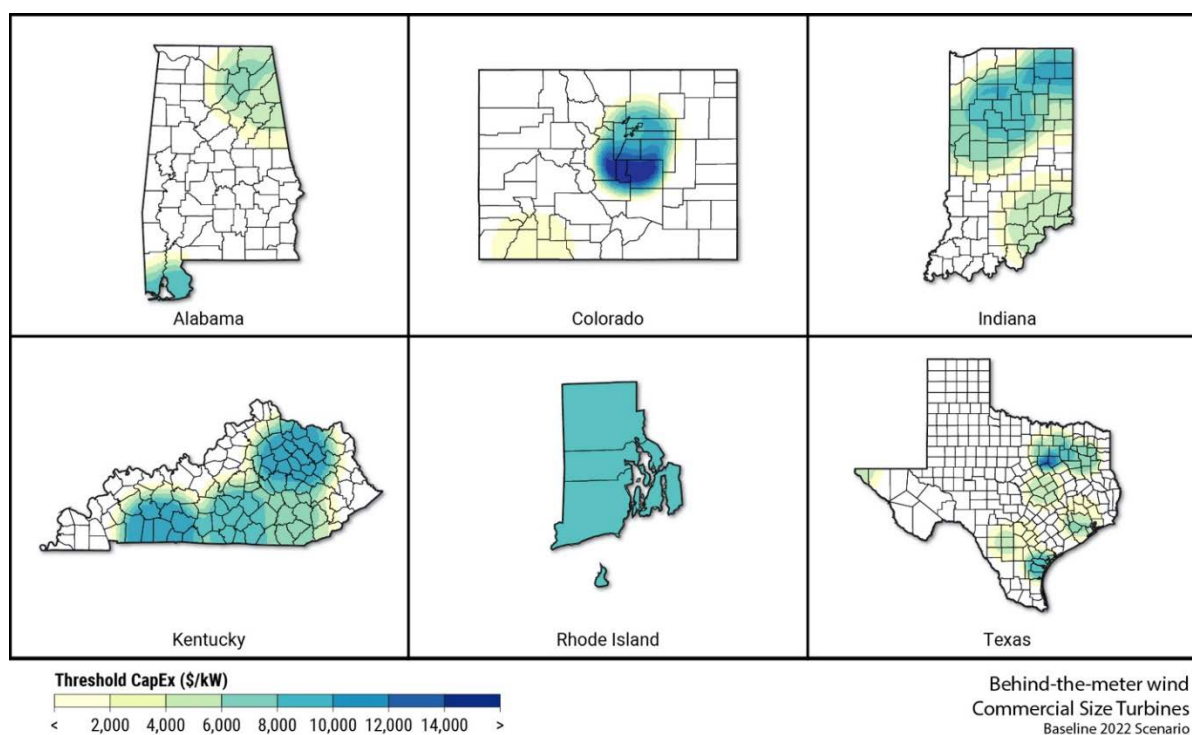 Alabama
Colorado
Indiana
Kentucky
Rhode Island
Texas
Threshold CapEx ($/kW)
< 2,000 4,000 6,000 8,000 10,000 12,000 14,000 >
Behind-the-meter wind
Commercial Size Turbines
Baseline 2022 Scenario